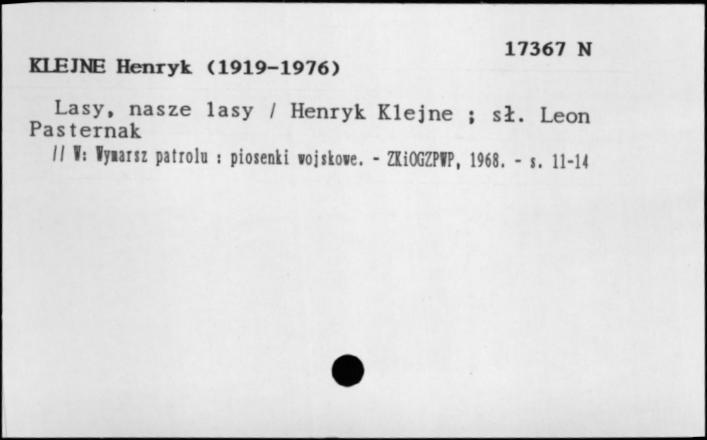 17367 N
KLEJNE Henryk (1919-1976)
Lasy, nasze lasy / Henryk Klejne ; sł. Leon
Pasternak
// W: Wymarsz patrolu : piosenki wojskowe. - ZKiOGZPWP, 1968. - s. 11-14